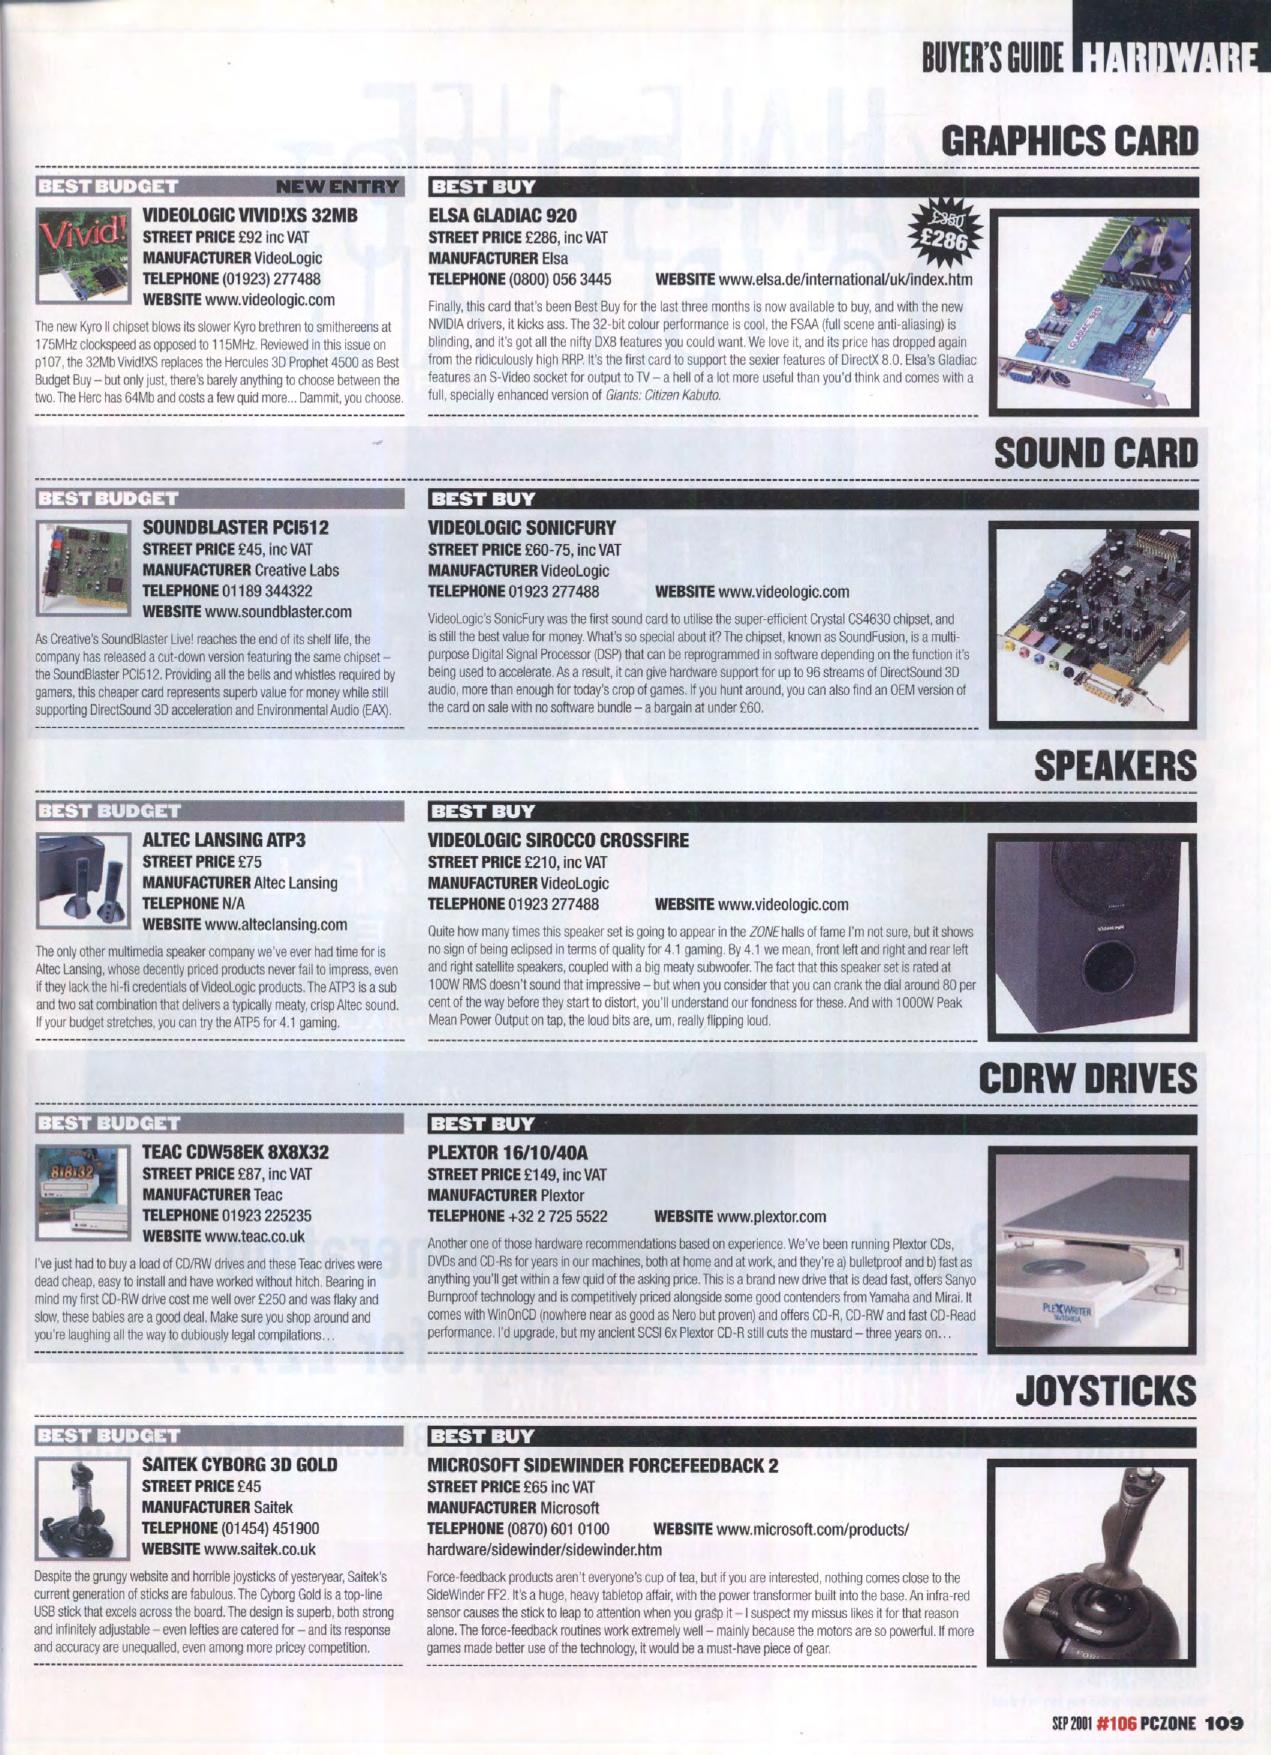 BUYER'S GUIDE HARDWARE
GRAPHICS CARD
BEST BUDGET NEW ENTRY
Vivid!
VIDEOLOGIC VIVID!XS 32MB
STREET PRICE £92 inc VAT
MANUFACTURER VideoLogic
TELEPHONE (01923) 277488
WEBSITE www.videologic.com
The new Kyro II chipset blows its slower Kyro brethren to smithereens at
175MHz clockspeed as opposed to 115MHz. Reviewed in this issue on
p107, the 32Mb Vivid!XS replaces the Hercules 3D Prophet 4500 as Best
Budget Buy – but only just, there's barely anything to choose between the
two. The Herc has 64Mb and costs a few quid more... Dammit, you choose.
BEST BUY
ELSA GLADIAC 920
STREET PRICE £286, inc VAT
MANUFACTURER Elsa
TELEPHONE (0800) 056 3445 WEBSITE www.elsa.de/international/uk/index.htm
£350
£286
Finally, this card that's been Best Buy for the last three months is now available to buy, and with the new
NVIDIA drivers, it kicks ass. The 32-bit colour performance is cool, the FSAA (full scene anti-aliasing) is
blinding, and it's got all the nifty DX8 features you could want. We love it, and its price has dropped again
from the ridiculously high RRP. It's the first card to support the sexier features of DirectX 8.0. Elsa's Gladiac
features an S-Video socket for output to TV – a hell of a lot more useful than you'd think and comes with a
full, specially enhanced version of Giants: Citizen Kabuto.
SOUND CARD
BEST BUDGET
SOUNDBLASTER PCI512
STREET PRICE £45, inc VAT
MANUFACTURER Creative Labs
TELEPHONE 01189 344322
WEBSITE www.soundblaster.com
As Creative's SoundBlaster Live! reaches the end of its shelf life, the
company has released a cut-down version featuring the same chipset –
the SoundBlaster PCI512. Providing all the bells and whistles required by
gamers, this cheaper card represents superb value for money while still
supporting DirectSound 3D acceleration and Environmental Audio (EAX).
BEST BUY
VIDEOLOGIC SONICFURY
STREET PRICE £60-75, inc VAT
MANUFACTURER VideoLogic
TELEPHONE 01923 277488 WEBSITE www.videologic.com
VideoLogic's SonicFury was the first sound card to utilise the super-efficient Crystal CS4630 chipset, and
is still the best value for money. What's so special about it? The chipset, known as SoundFusion, is a multi-
purpose Digital Signal Processor (DSP) that can be reprogrammed in software depending on the function it's
being used to accelerate. As a result, it can give hardware support for up to 96 streams of DirectSound 3D
audio, more than enough for today's crop of games. If you hunt around, you can also find an OEM version of
the card on sale with no software bundle – a bargain at under £60.
SPEAKERS
BEST BUDGET
ALTEC LANSING ATP3
STREET PRICE £75
MANUFACTURER Altec Lansing
TELEPHONE N/A
WEBSITE www.alteclansing.com
The only other multimedia speaker company we've ever had time for is
Altec Lansing, whose decently priced products never fail to impress, even
if they lack the hi-fi credentials of VideoLogic products. The ATP3 is a sub
and two sat combination that delivers a typically meaty, crisp Altec sound.
If your budget stretches, you can try the ATP5 for 4.1 gaming.
BEST BUY
VIDEOLOGIC SIROCCO CROSSFIRE
STREET PRICE £210, inc VAT
MANUFACTURER VideoLogic
TELEPHONE 01923 277488 WEBSITE www.videologic.com
Quite how many times this speaker set is going to appear in the ZONE halls of fame I'm not sure, but it shows
no sign of being eclipsed in terms of quality for 4.1 gaming. By 4.1 we mean, front left and right and rear left
and right satellite speakers, coupled with a big meaty subwoofer. The fact that this speaker set is rated at
100W RMS doesn't sound that impressive – but when you consider that you can crank the dial around 80 per
cent of the way before they start to distort, you'll understand our fondness for these. And with 1000W Peak
Mean Power Output on tap, the loud bits are, um, really flipping loud.
CDRW DRIVES
BEST BUDGET
8x8x32
TEAC CDW58EK 8X8X32
STREET PRICE £87, inc VAT
MANUFACTURER Teac
TELEPHONE 01923 225235
WEBSITE www.teac.co.uk
I've just had to buy a load of CD/RW drives and these Teac drives were
dead cheap, easy to install and have worked without hitch. Bearing in
mind my first CD-RW drive cost me well over £250 and was flaky and
slow, these babies are a good deal. Make sure you shop around and
you're laughing all the way to dubiously legal compilations...
BEST BUY
PLEXTOR 16/10/40A
STREET PRICE £149, inc VAT
MANUFACTURER Plextor
TELEPHONE +32 2 725 5522 WEBSITE www.plextor.com
Another one of those hardware recommendations based on experience. We've been running Plextor CDs,
DVDs and CD-Rs for years in our machines, both at home and at work, and they're a) bulletproof and b) fast as
anything you'll get within a few quid of the asking price. This is a brand new drive that is dead fast, offers Sanyo
Burnproof technology and is competitively priced alongside some good contenders from Yamaha and Mirai. It
comes with WinOnCD (nowhere near as good as Nero but proven) and offers CD-R, CD-RW and fast CD-Read
performance. I'd upgrade, but my ancient SCSI 6x Plextor CD-R still cuts the mustard – three years on...
PLEXWRITER
JOYSTICKS
BEST BUDGET
SAITEK CYBORG 3D GOLD
STREET PRICE £45
MANUFACTURER Saitek
TELEPHONE (01454) 451900
WEBSITE www.saitek.co.uk
Despite the grungy website and horrible joysticks of yesteryear, Saitek's
current generation of sticks are fabulous. The Cyborg Gold is a top-line
USB stick that excels across the board. The design is superb, both strong
and infinitely adjustable – even lefties are catered for – and its response
and accuracy are unequalled, even among more pricey competition.
BEST BUY
MICROSOFT SIDEWINDER FORCEFEEDBACK 2
STREET PRICE £65 inc VAT
MANUFACTURER Microsoft
TELEPHONE (0870) 601 0100 WEBSITE www.microsoft.com/products/
hardware/sidewinder/sidewinder.htm
Force-feedback products aren't everyone's cup of tea, but if you are interested, nothing comes close to the
SideWinder FF2. It's a huge, heavy tabletop affair, with the power transformer built into the base. An infra-red
sensor causes the stick to leap to attention when you grasp it – I suspect my missus likes it for that reason
alone. The force-feedback routines work extremely well – mainly because the motors are so powerful. If more
games made better use of the technology, it would be a must-have piece of gear.
Microsoft
SEP 2001 #106 PCZONE 109